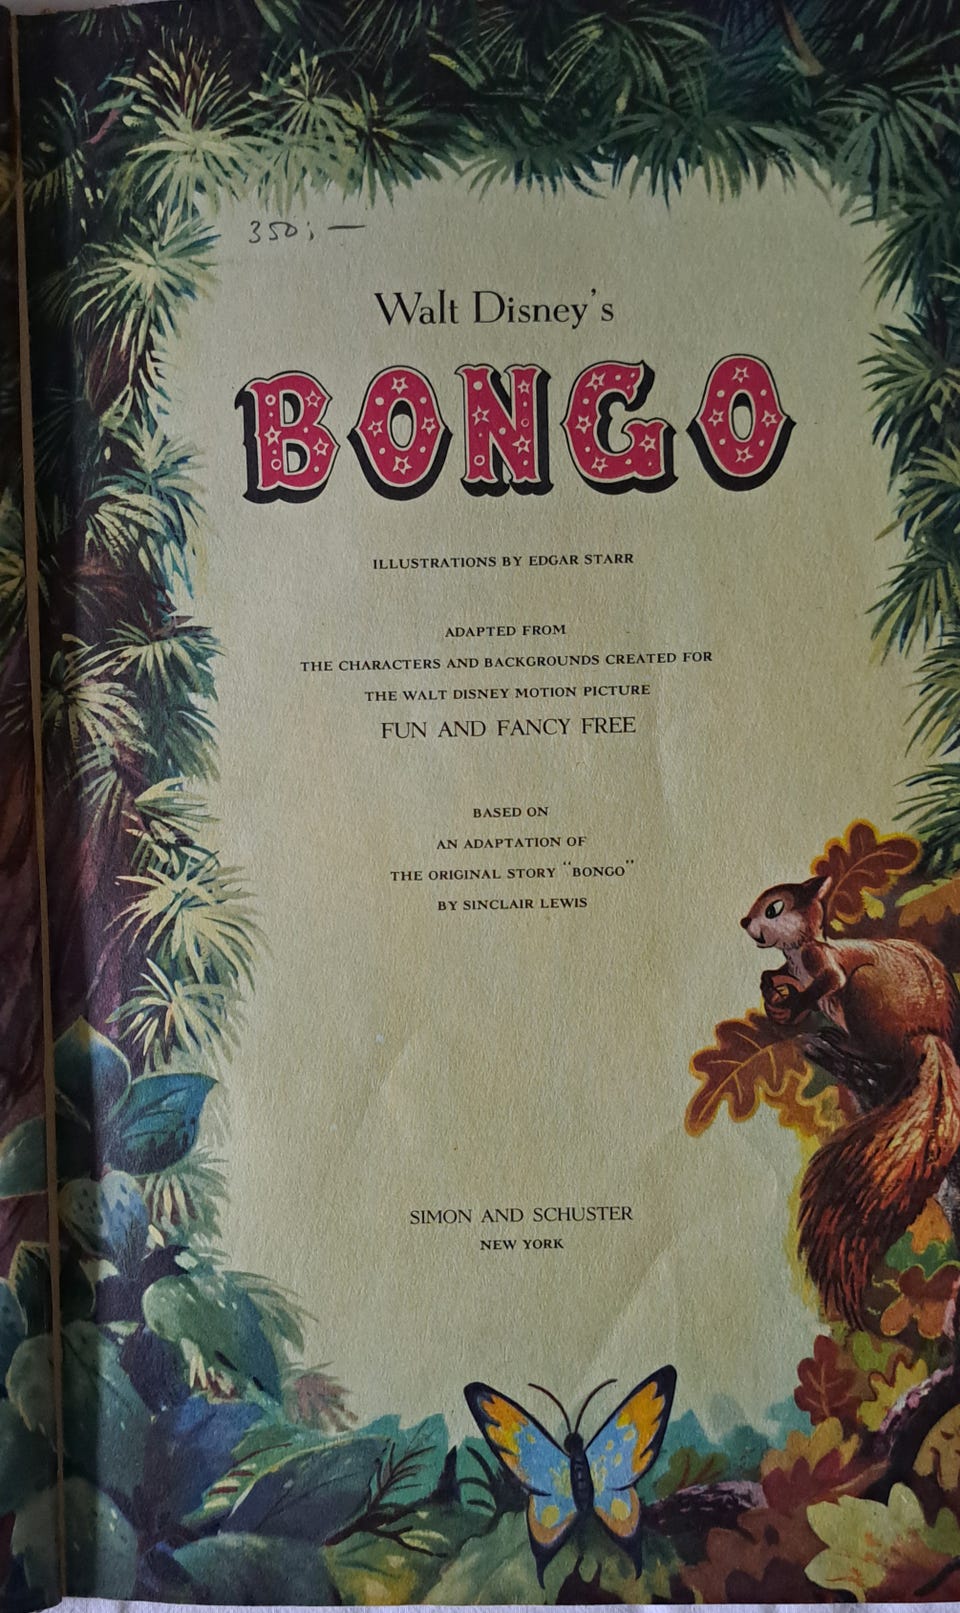 350:—
Walt Disney's
BONGO
ILLUSTRATIONS BY EDGAR STARR
ADAPTED FROM
THE CHARACTERS AND BACKGROUNDS CREATED FOR
THE WALT DISNEY MOTION PICTURE
FUN AND FANCY FREE
BASED ON
AN ADAPTATION OF
THE ORIGINAL STORY “BONGO”
BY SINCLAIR LEWIS
SIMON AND SCHUSTER
NEW YORK